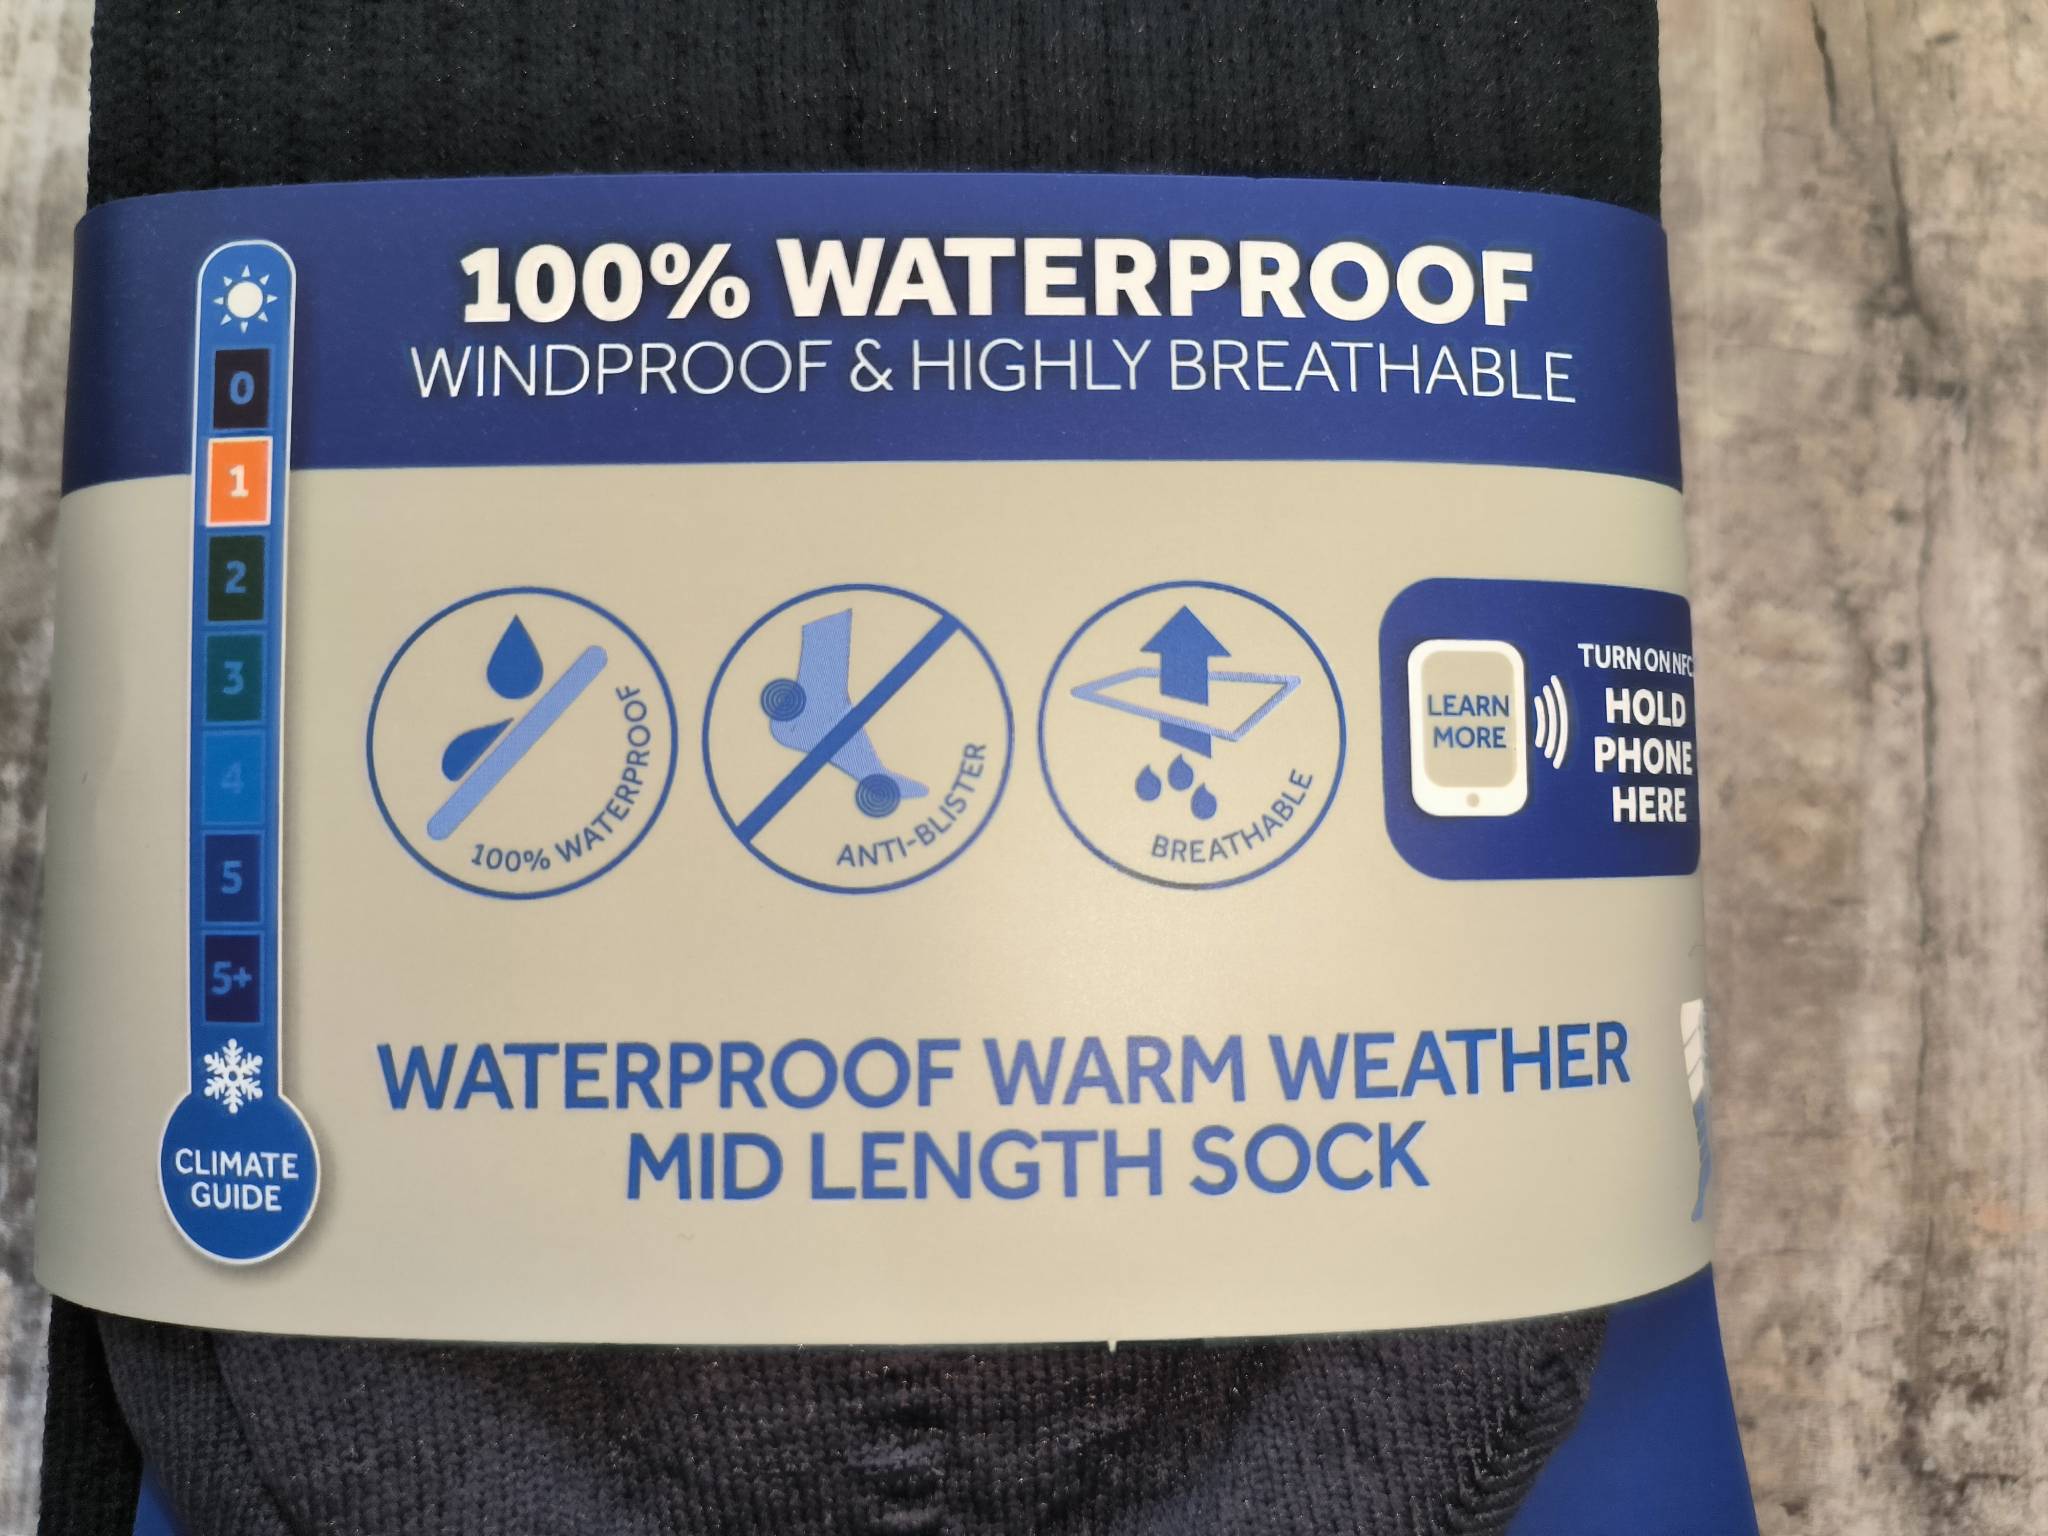 100% WATERPROOF
WINDPROOF & HIGHLY BREATHABLE
0
1
2
3
4
5
5+
CLIMATE
GUIDE
100% WATERPROOF
ANTI-BLISTER
BREATHABLE
LEARN
MORE
TURN ON NFC
HOLD
PHONE
HERE
WATERPROOF WARM WEATHER
MID LENGTH SOCK